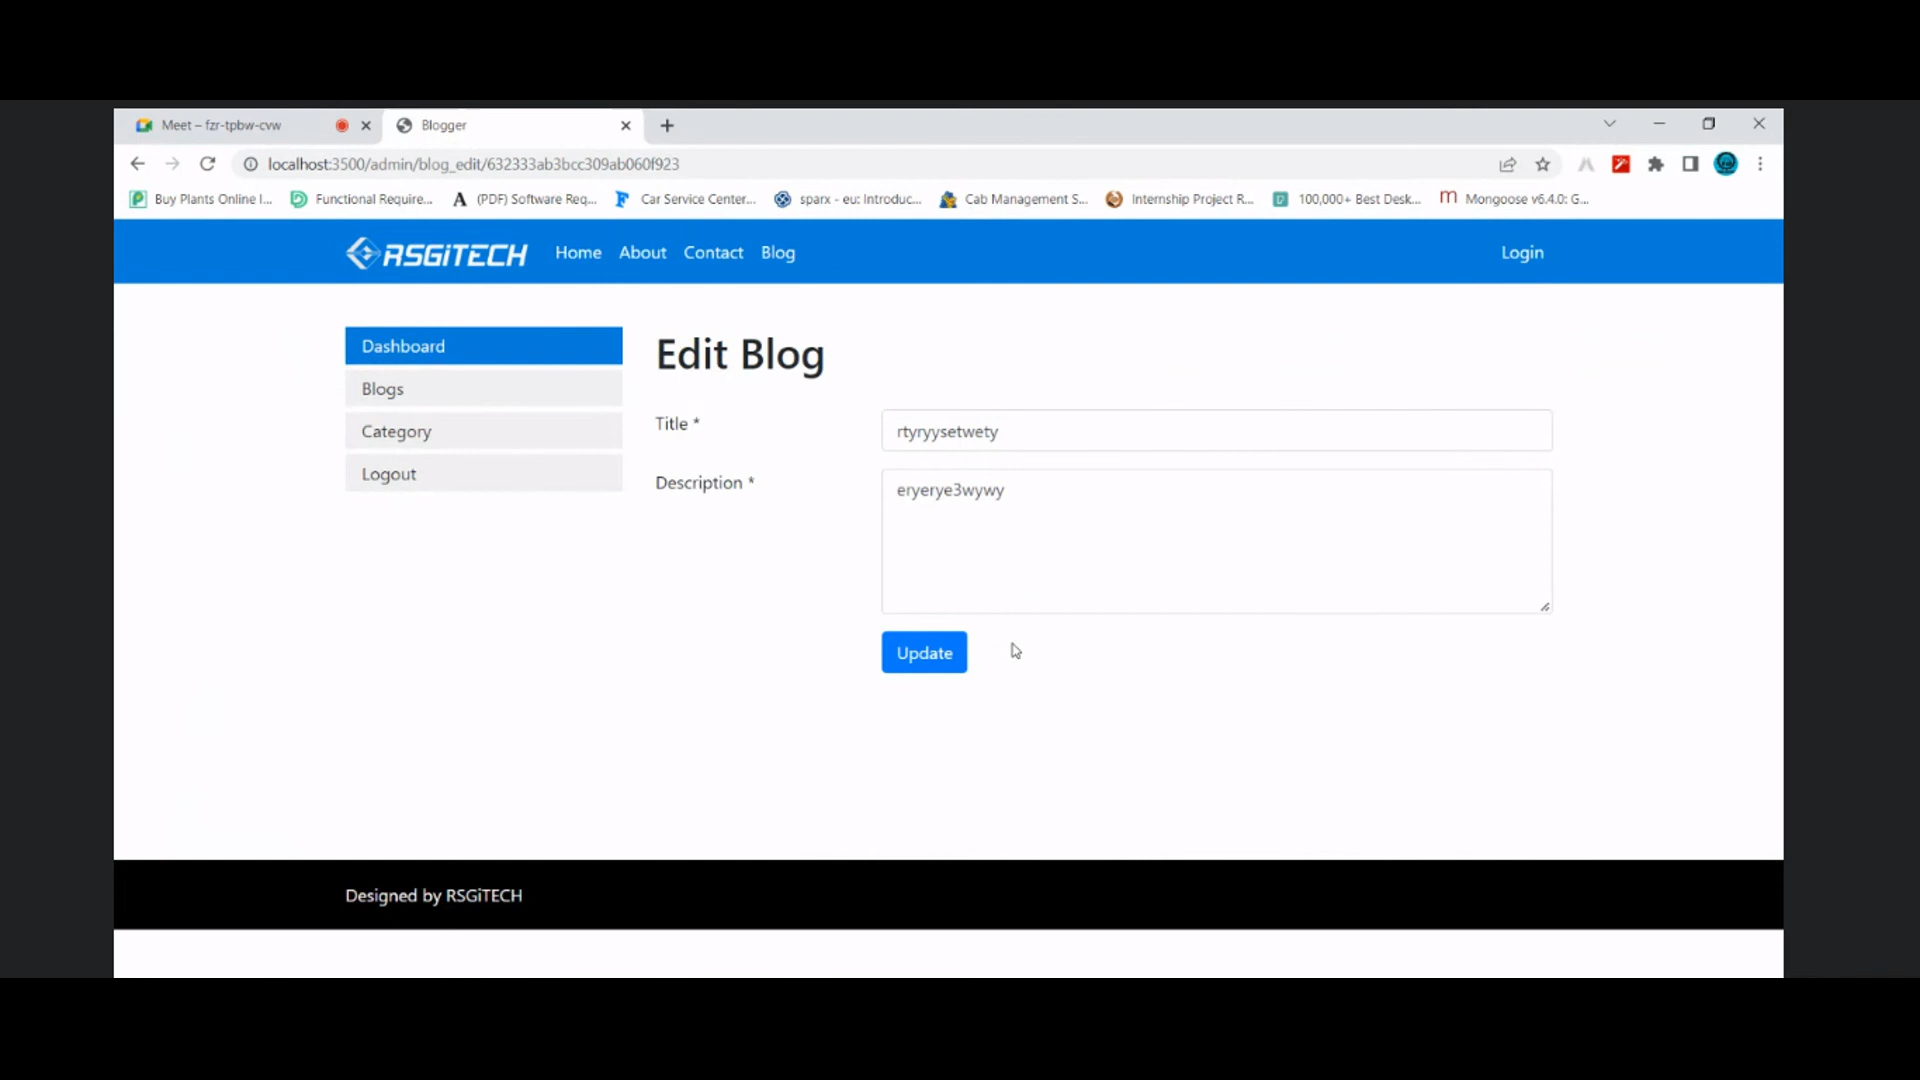 Meet – fzr-tpbw-cvw
Blogger
localhost:3500/admin/blog_edit/632333ab3bcc309ab060f923
Buy Plants Online I... Functional Require... (PDF) Software Req... Car Service Center... sparx - eu: Introduc... Cab Management S... Internship Project R... 100,000+ Best Desk... Mongoose v6.4.0: G...
RSGiTECH Home About Contact Blog Login
Dashboard
Blogs
Category
Logout
Edit Blog
Title * rtyryysetwety
Description * eryerye3wywy
Update
Designed by RSGiTECH